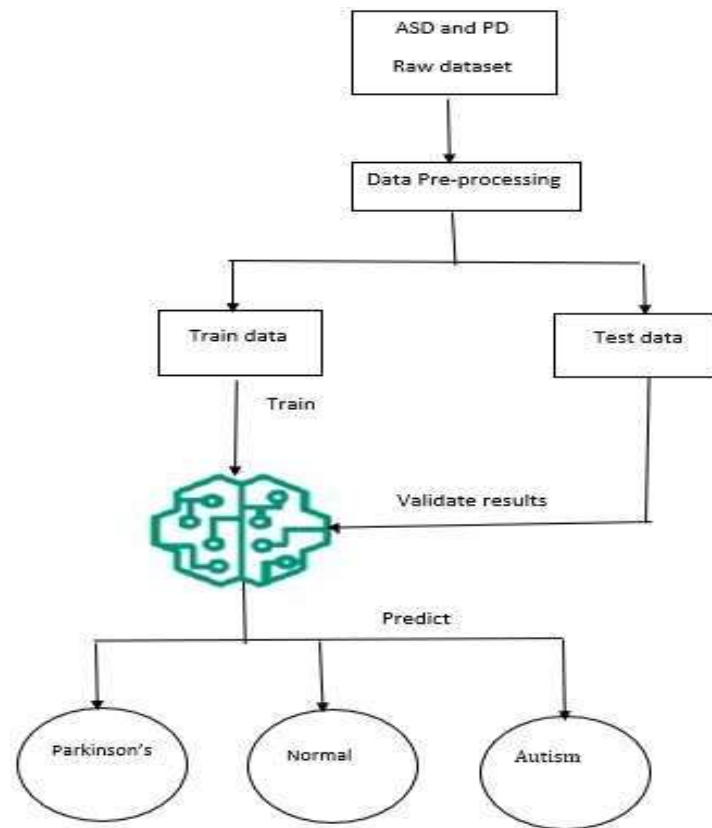 ASD and PD
Raw dataset
Data Pre-processing
Train data
Test data
Train
Validate results
Predict
Parkinson's
Normal
Autism